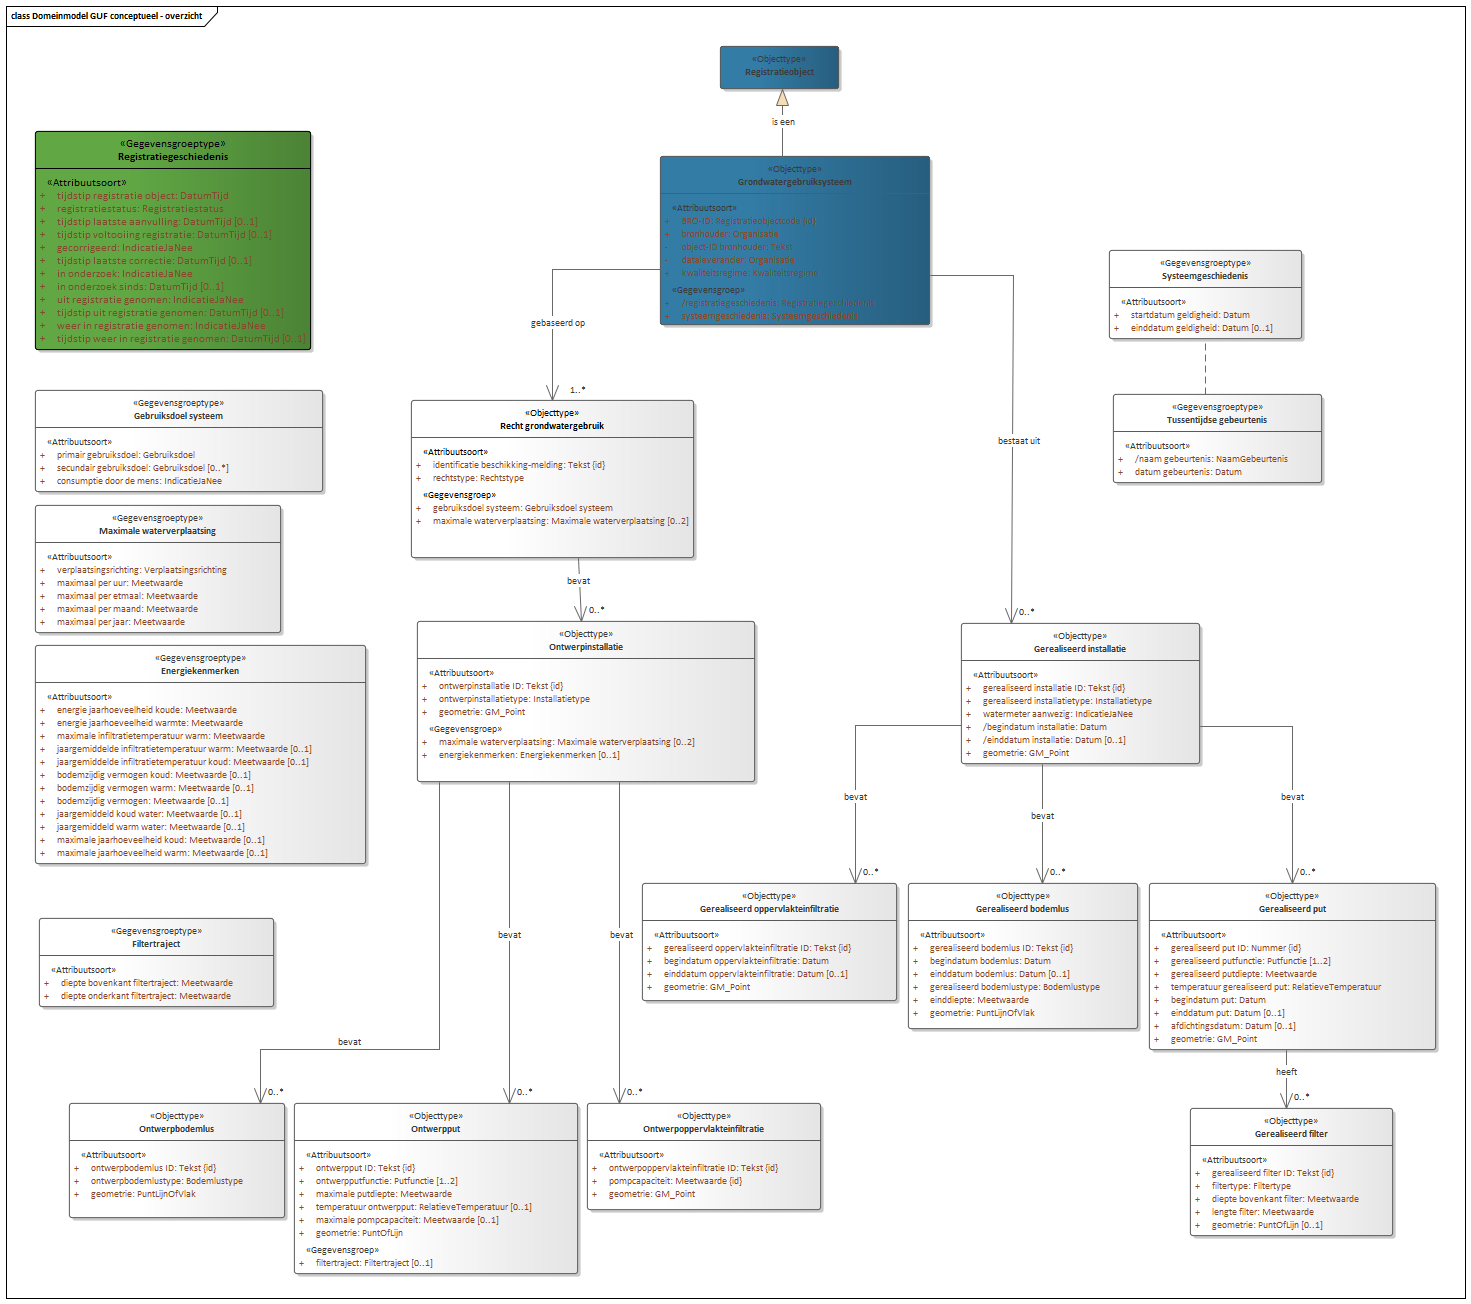 class Domeinmodel GUF conceptueel - overzicht
«Objecttype»
Registratieobject
is een
«Gegevensgroeptype»
Registratiegeschiedenis
«Attribuutsoort»
+ tijdstip registratie object: DatumTijd
+ registratiestatus: Registratiestatus
+ tijdstip laatste aanvulling: DatumTijd [0..1]
+ tijdstip voltooiing registratie: DatumTijd [0..1]
+ gecorrigeerd: IndicatieJaNee
+ tijdstip laatste correctie: DatumTijd [0..1]
+ in onderzoek: IndicatieJaNee
+ in onderzoek sinds: DatumTijd [0..1]
+ uit registratie genomen: IndicatieJaNee
+ tijdstip uit registratie genomen: DatumTijd [0..1]
+ weer in registratie genomen: IndicatieJaNee
+ tijdstip weer in registratie genomen: DatumTijd [0..1]
«Objecttype»
Grondwatergebruiksysteem
«Attribuutsoort»
+ BRO-ID: Registratieobjectcode {id}
+ bronhouder: Organisatie
- object-ID bronhouder: Tekst
- dataleverancier: Organisatie
+ kwaliteitsregime: Kwaliteitsregime
«Gegevensgroep»
+ /registratiegeschiedenis: Registratiegeschiedenis
+ systeemgeschiedenis: Systeemgeschiedenis
«Gegevensgroeptype»
Systeemgeschiedenis
«Attribuutsoort»
+ startdatum geldigheid: Datum
+ einddatum geldigheid: Datum [0..1]
gebaseerd op
1..*
bestaat uit
0..*
«Gegevensgroeptype»
Tussentijdse gebeurtenis
«Attribuutsoort»
+ /naam gebeurtenis: NaamGebeurtenis
+ datum gebeurtenis: Datum
«Gegevensgroeptype»
Gebruiksdoel systeem
«Attribuutsoort»
+ primair gebruiksdoel: Gebruiksdoel
+ secundair gebruiksdoel: Gebruiksdoel [0..*]
+ consumptie door de mens: IndicatieJaNee
«Objecttype»
Recht grondwatergebruik
«Attribuutsoort»
+ identificatie beschikking-melding: Tekst {id}
+ rechtstype: Rechtstype
«Gegevensgroep»
+ gebruiksdoel systeem: Gebruiksdoel systeem
+ maximale waterverplaatsing: Maximale waterverplaatsing [0..2]
bevat
0..*
«Gegevensgroeptype»
Maximale waterverplaatsing
«Attribuutsoort»
+ verplaatsingsrichting: Verplaatsingsrichting
+ maximaal per uur: Meetwaarde
+ maximaal per etmaal: Meetwaarde
+ maximaal per maand: Meetwaarde
+ maximaal per jaar: Meetwaarde
«Gegevensgroeptype»
Energiekenmerken
«Attribuutsoort»
+ energie jaarhoeveelheid koude: Meetwaarde
+ energie jaarhoeveelheid warmte: Meetwaarde
+ maximale infiltratietemperatuur warm: Meetwaarde
+ jaargemiddelde infiltratietemperatuur warm: Meetwaarde [0..1]
+ jaargemiddelde infiltratietemperatuur koud: Meetwaarde [0..1]
+ bodemzijdig vermogen koud: Meetwaarde [0..1]
+ bodemzijdig vermogen warm: Meetwaarde [0..1]
+ bodemzijdig vermogen: Meetwaarde [0..1]
+ jaargemiddeld koud water: Meetwaarde [0..1]
+ jaargemiddeld warm water: Meetwaarde [0..1]
+ maximale jaarhoeveelheid koud: Meetwaarde [0..1]
+ maximale jaarhoeveelheid warm: Meetwaarde [0..1]
«Objecttype»
Ontwerpinstallatie
«Attribuutsoort»
+ ontwerpinstallatie ID: Tekst {id}
+ ontwerpinstallatietype: Installatietype
+ geometrie: GM_Point
«Gegevensgroep»
+ maximale waterverplaatsing: Maximale waterverplaatsing [0..2]
+ energiekenmerken: Energiekenmerken [0..1]
«Objecttype»
Gerealiseerd installatie
«Attribuutsoort»
+ gerealiseerd installatie ID: Tekst {id}
+ gerealiseerd installatietype: Installatietype
+ watermeter aanwezig: IndicatieJaNee
+ /begindatum installatie: Datum
+ /einddatum installatie: Datum [0..1]
+ geometrie: GM_Point
bevat
0..*
bevat
0..*
bevat
0..*
«Objecttype»
Gerealiseerd oppervlakteinfiltratie
«Attribuutsoort»
+ gerealiseerd oppervlakteinfiltratie ID: Tekst {id}
+ begindatum oppervlakteinfiltratie: Datum
+ einddatum oppervlakteinfiltratie: Datum [0..1]
+ geometrie: GM_Point
«Objecttype»
Gerealiseerd bodemlus
«Attribuutsoort»
+ gerealiseerd bodemlus ID: Tekst {id}
+ begindatum bodemlus: Datum
+ einddatum bodemlus: Datum [0..1]
+ gerealiseerd bodemlustype: Bodemlustype
+ einddiepte: Meetwaarde
+ geometrie: PuntLijnOfVlak
«Objecttype»
Gerealiseerd put
«Attribuutsoort»
+ gerealiseerd put ID: Nummer {id}
+ gerealiseerd putfunctie: Putfunctie [1..2]
+ gerealiseerd putdiepte: Meetwaarde
+ temperatuur gerealiseerd put: RelatieveTemperatuur
+ begindatum put: Datum
+ einddatum put: Datum [0..1]
+ afdichtingsdatum: Datum [0..1]
+ geometrie: GM_Point
heeft
0..*
«Gegevensgroeptype»
Filtertraject
«Attribuutsoort»
+ diepte bovenkant filtertraject: Meetwaarde
+ diepte onderkant filtertraject: Meetwaarde
bevat
0..*
bevat
0..*
bevat
0..*
«Objecttype»
Ontwerpbodemlus
«Attribuutsoort»
+ ontwerpbodemlus ID: Tekst {id}
+ ontwerpbodemlustype: Bodemlustype
+ geometrie: PuntLijnOfVlak
«Objecttype»
Ontwerpput
«Attribuutsoort»
+ ontwerpput ID: Tekst {id}
+ ontwerpputfunctie: Putfunctie [1..2]
+ maximale putdiepte: Meetwaarde
+ temperatuur ontwerpput: RelatieveTemperatuur [0..1]
+ maximale pompcapaciteit: Meetwaarde [0..1]
+ geometrie: PuntOfLijn
«Gegevensgroep»
+ filtertraject: Filtertraject [0..1]
«Objecttype»
Ontwerpoppervlakteinfiltratie
«Attribuutsoort»
+ ontwerpoppervlakteinfiltratie ID: Tekst {id}
+ pompcapaciteit: Meetwaarde {id}
+ geometrie: GM_Point
«Objecttype»
Gerealiseerd filter
«Attribuutsoort»
+ gerealiseerd filter ID: Tekst {id}
+ filtertype: Filtertype
+ diepte bovenkant filter: Meetwaarde
+ lengte filter: Meetwaarde
+ geometrie: PuntOfLijn [0..1]